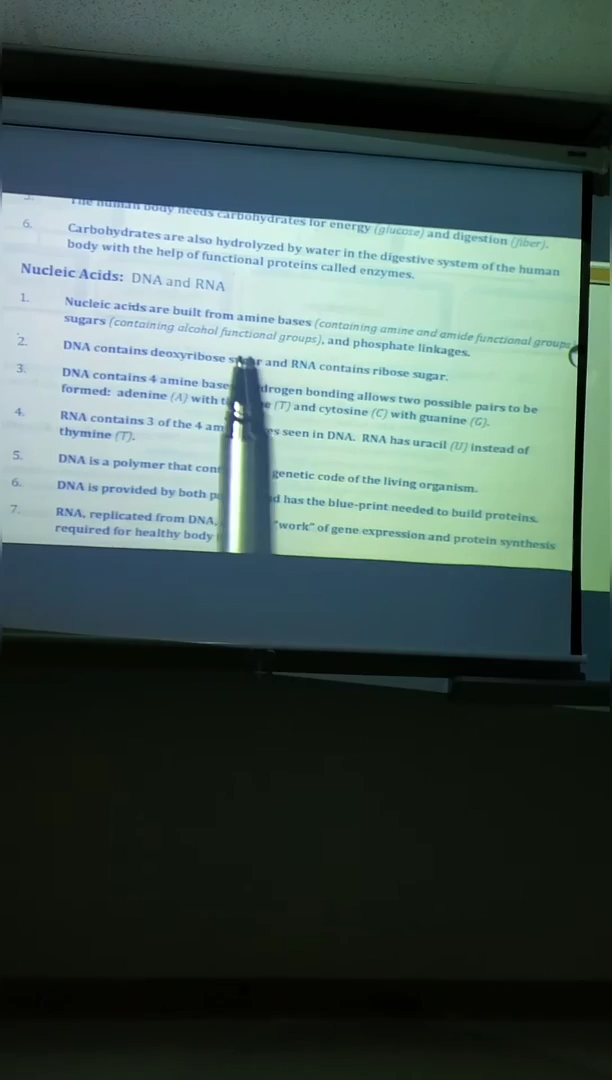 5. The human body needs carbohydrates for energy (glucose) and digestion (fiber).
6. Carbohydrates are also hydrolyzed by water in the digestive system of the human
body with the help of functional proteins called enzymes.
Nucleic Acids: DNA and RNA
1. Nucleic acids are built from amine bases (containing amine and amide functional groups
sugars (containing alcohol functional groups), and phosphate linkages.
2. DNA contains deoxyribose and RNA contains ribose sugar.
3. DNA contains 4 amine base drogen bonding allows two possible pairs to be
formed: adenine (A) with t e (T) and cytosine (C) with guanine (G).
4. RNA contains 3 of the 4 am es seen in DNA. RNA has uracil (U) instead of
thymine (T).
5. DNA is a polymer that con genetic code of the living organism.
6. DNA is provided by both p d has the blue-print needed to build proteins.
7. RNA, replicated from DNA, "work" of gene expression and protein synthesis
required for healthy body